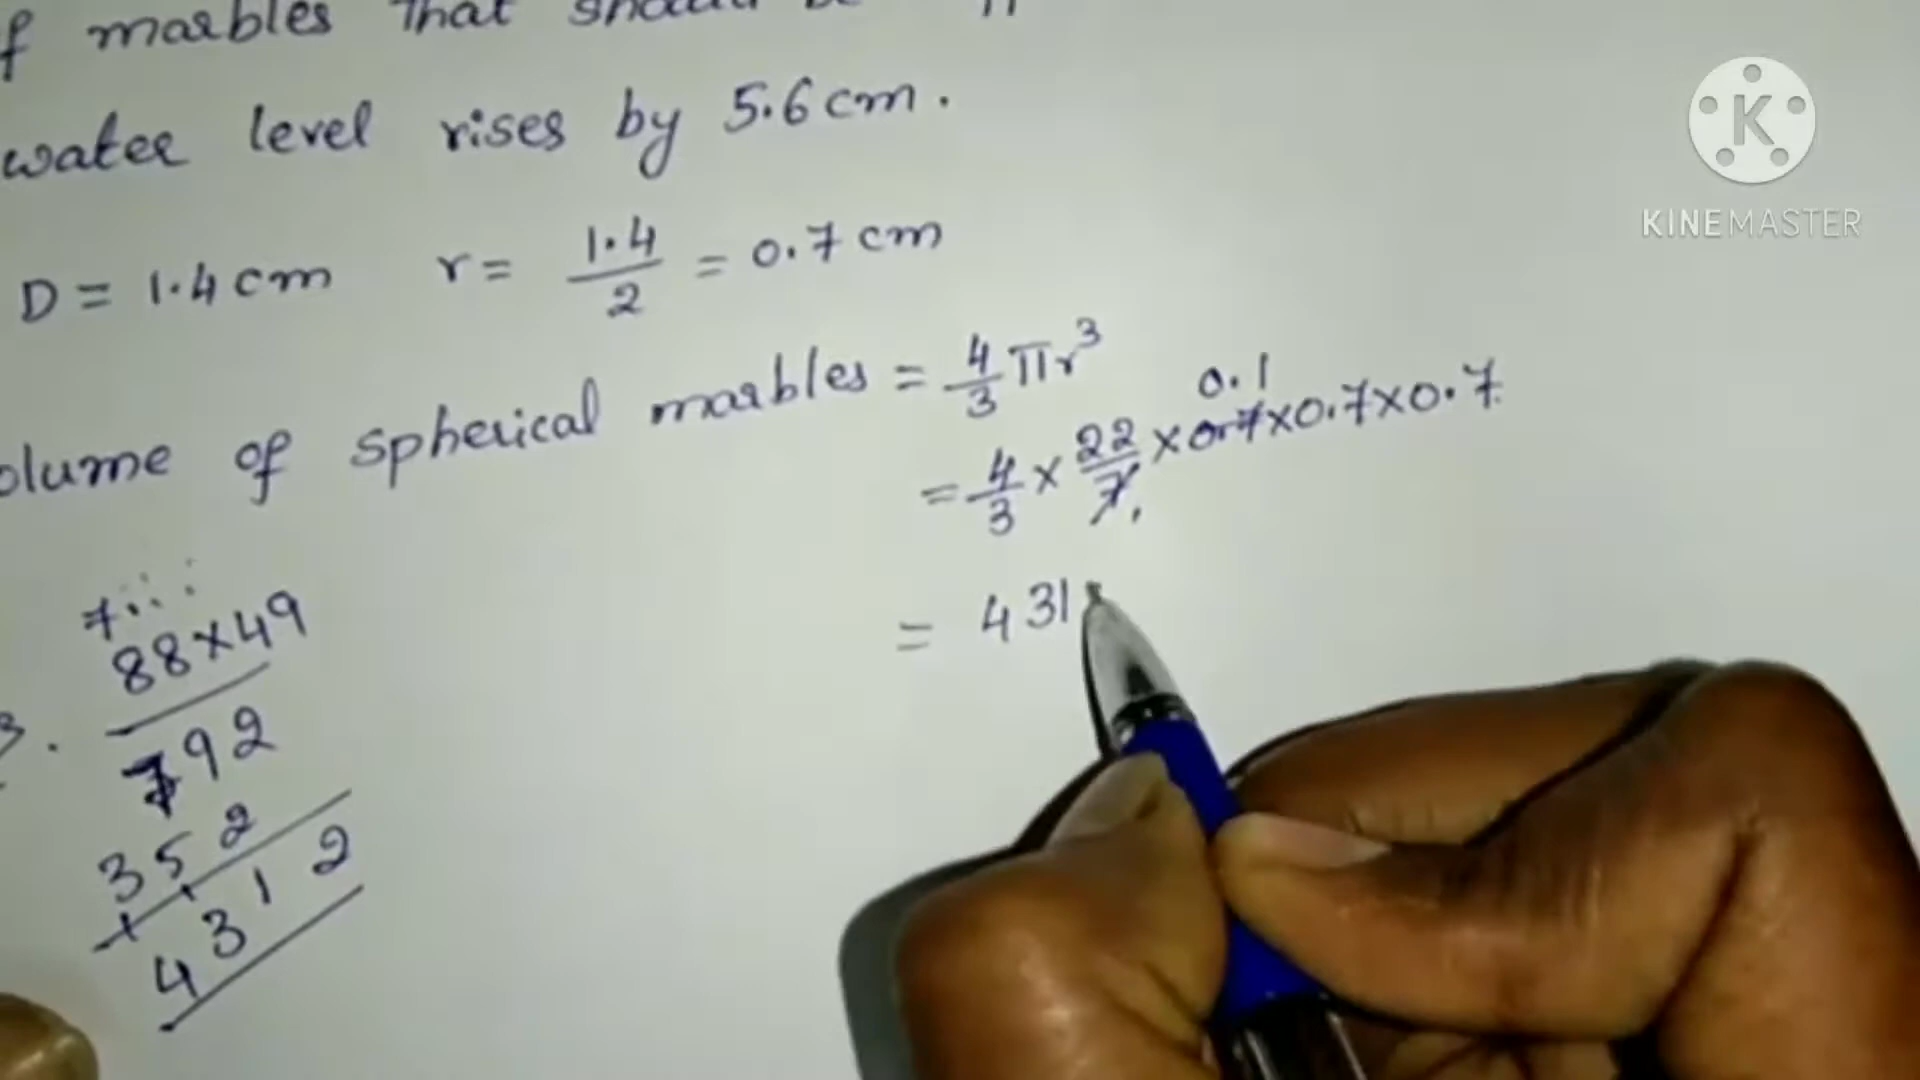 f marbles that
water level rises by 5.6 cm.
D = 1.4 cm r = 1.4/2 = 0.7 cm
olume of spherical marbles = 4/3 πr³
0.1
= 4/3 × 22/7 × 0.7 × 0.7 × 0.7
= 431
7
88 × 49
792
352
4312
K
KINEMASTER